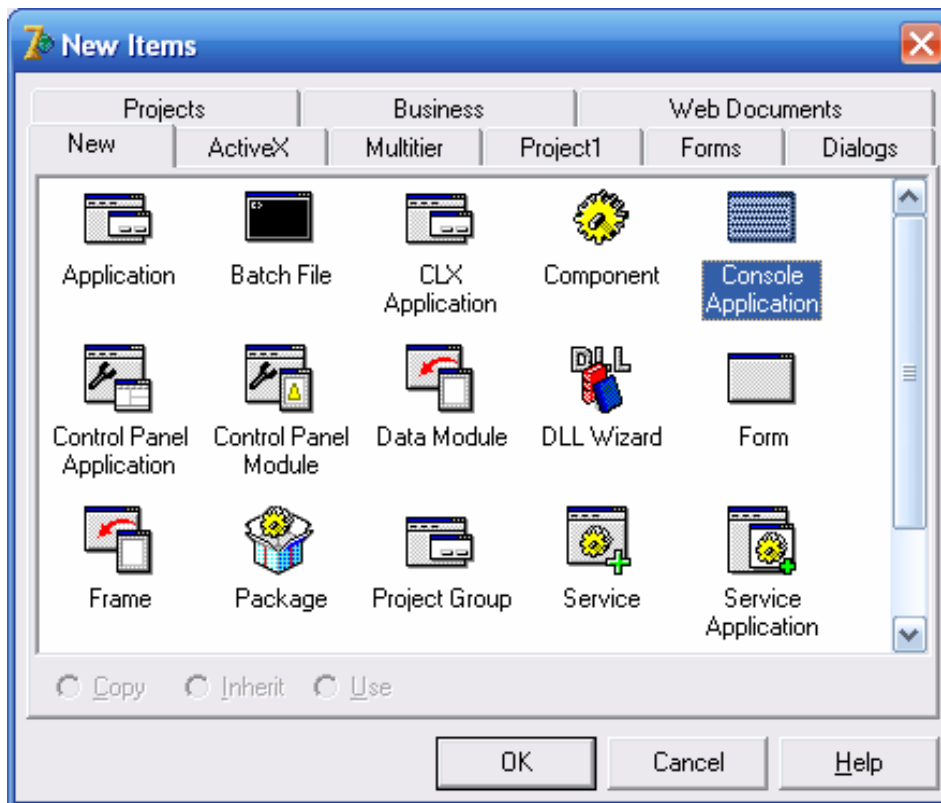 New Items
Projects Business Web Documents
New ActiveX Multitier Project1 Forms Dialogs
Application Batch File CLX Application Component Console Application
DLL
Control Panel Application Control Panel Module Data Module DLL Wizard Form
Frame Package Project Group Service Service Application
Copy Inherit Use
OK Cancel Help